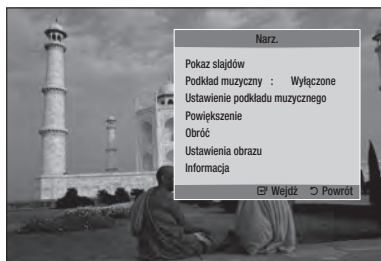 Narz.
Pokaz slajdów
Podkład muzyczny : Wyłączone
Ustawienie podkładu muzycznego
Powiększenie
Obróć
Ustawienia obrazu
Informacja
Wejdź Powrót